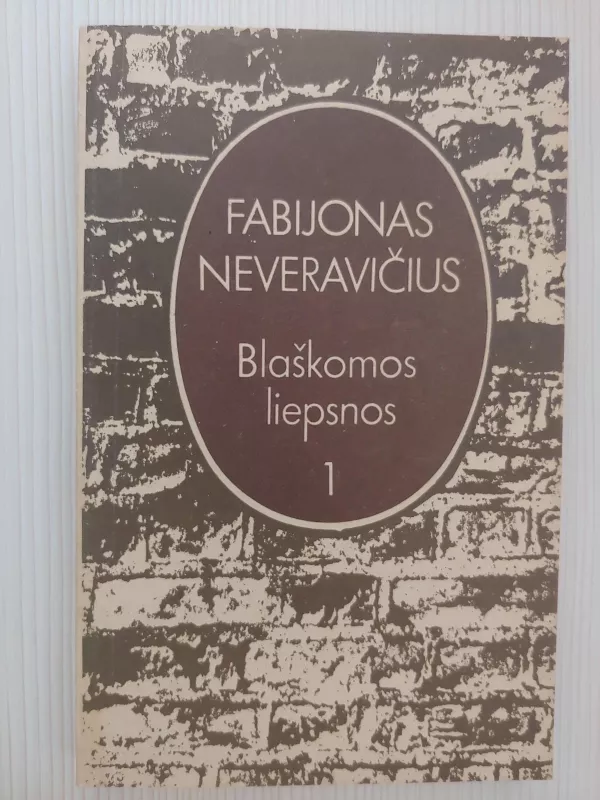 FABIJONAS
NEVERAVIČIUS
Blaškomos
liepsnos
1